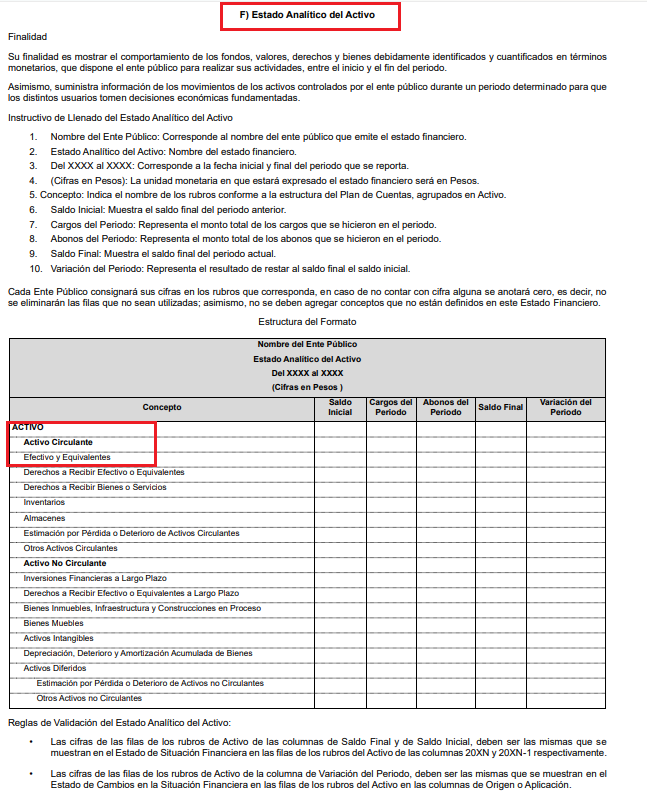 F) Estado Analítico del Activo
Finalidad
Su finalidad es mostrar el comportamiento de los fondos, valores, derechos y bienes debidamente identificados y cuantificados en términos
monetarios, que dispone el ente público para realizar sus actividades, entre el inicio y el fin del periodo.
Asimismo, suministra información de los movimientos de los activos controlados por el ente público durante un periodo determinado para que
los distintos usuarios tomen decisiones económicas fundamentadas.
Instructivo de Llenado del Estado Analítico del Activo
1. Nombre del Ente Público: Corresponde al nombre del ente público que emite el estado financiero.
2. Estado Analítico del Activo: Nombre del estado financiero.
3. Del XXXX al XXXX: Corresponde a la fecha inicial y final del periodo que se reporta.
4. (Cifras en Pesos): La unidad monetaria en que estará expresado el estado financiero será en Pesos.
5. Concepto: Indica el nombre de los rubros conforme a la estructura del Plan de Cuentas, agrupados en Activo.
6. Saldo Inicial: Muestra el saldo final del periodo anterior.
7. Cargos del Periodo: Representa el monto total de los cargos que se hicieron en el periodo.
8. Abonos del Periodo: Representa el monto total de los abonos que se hicieron en el periodo.
9. Saldo Final: Muestra el saldo final del periodo actual.
10. Variación del Periodo: Representa el resultado de restar al saldo final el saldo inicial.
Cada Ente Público consignará sus cifras en los rubros que corresponda, en caso de no contar con cifra alguna se anotará cero, es decir, no
se eliminarán las filas que no sean utilizadas; asimismo, no se deben agregar conceptos que no están definidos en este Estado Financiero.
Estructura del Formato
Nombre del Ente Público
Estado Analítico del Activo
Del XXXX al XXXX
(Cifras en Pesos )
Concepto Saldo Inicial Cargos del Periodo Abonos del Periodo Saldo Final Variación del Periodo
ACTIVO
Activo Circulante
Efectivo y Equivalentes
Derechos a Recibir Efectivo o Equivalentes
Derechos a Recibir Bienes o Servicios
Inventarios
Almacenes
Estimación por Pérdida o Deterioro de Activos Circulantes
Otros Activos Circulantes
Activo No Circulante
Inversiones Financieras a Largo Plazo
Derechos a Recibir Efectivo o Equivalentes a Largo Plazo
Bienes Inmuebles, Infraestructura y Construcciones en Proceso
Bienes Muebles
Activos Intangibles
Depreciación, Deterioro y Amortización Acumulada de Bienes
Activos Diferidos
Estimación por Pérdida o Deterioro de Activos no Circulantes
Otros Activos no Circulantes
Reglas de Validación del Estado Analítico del Activo:
• Las cifras de las filas de los rubros de Activo de las columnas de Saldo Final y de Saldo Inicial, deben ser las mismas que se
muestran en el Estado de Situación Financiera en las filas de los rubros del Activo de las columnas 20XN y 20XN-1 respectivamente.
• Las cifras de las filas de los rubros de Activo de la columna de Variación del Periodo, deben ser las mismas que se muestran en el
Estado de Cambios en la Situación Financiera en las filas de los rubros del Activo en las columnas de Origen o Aplicación.